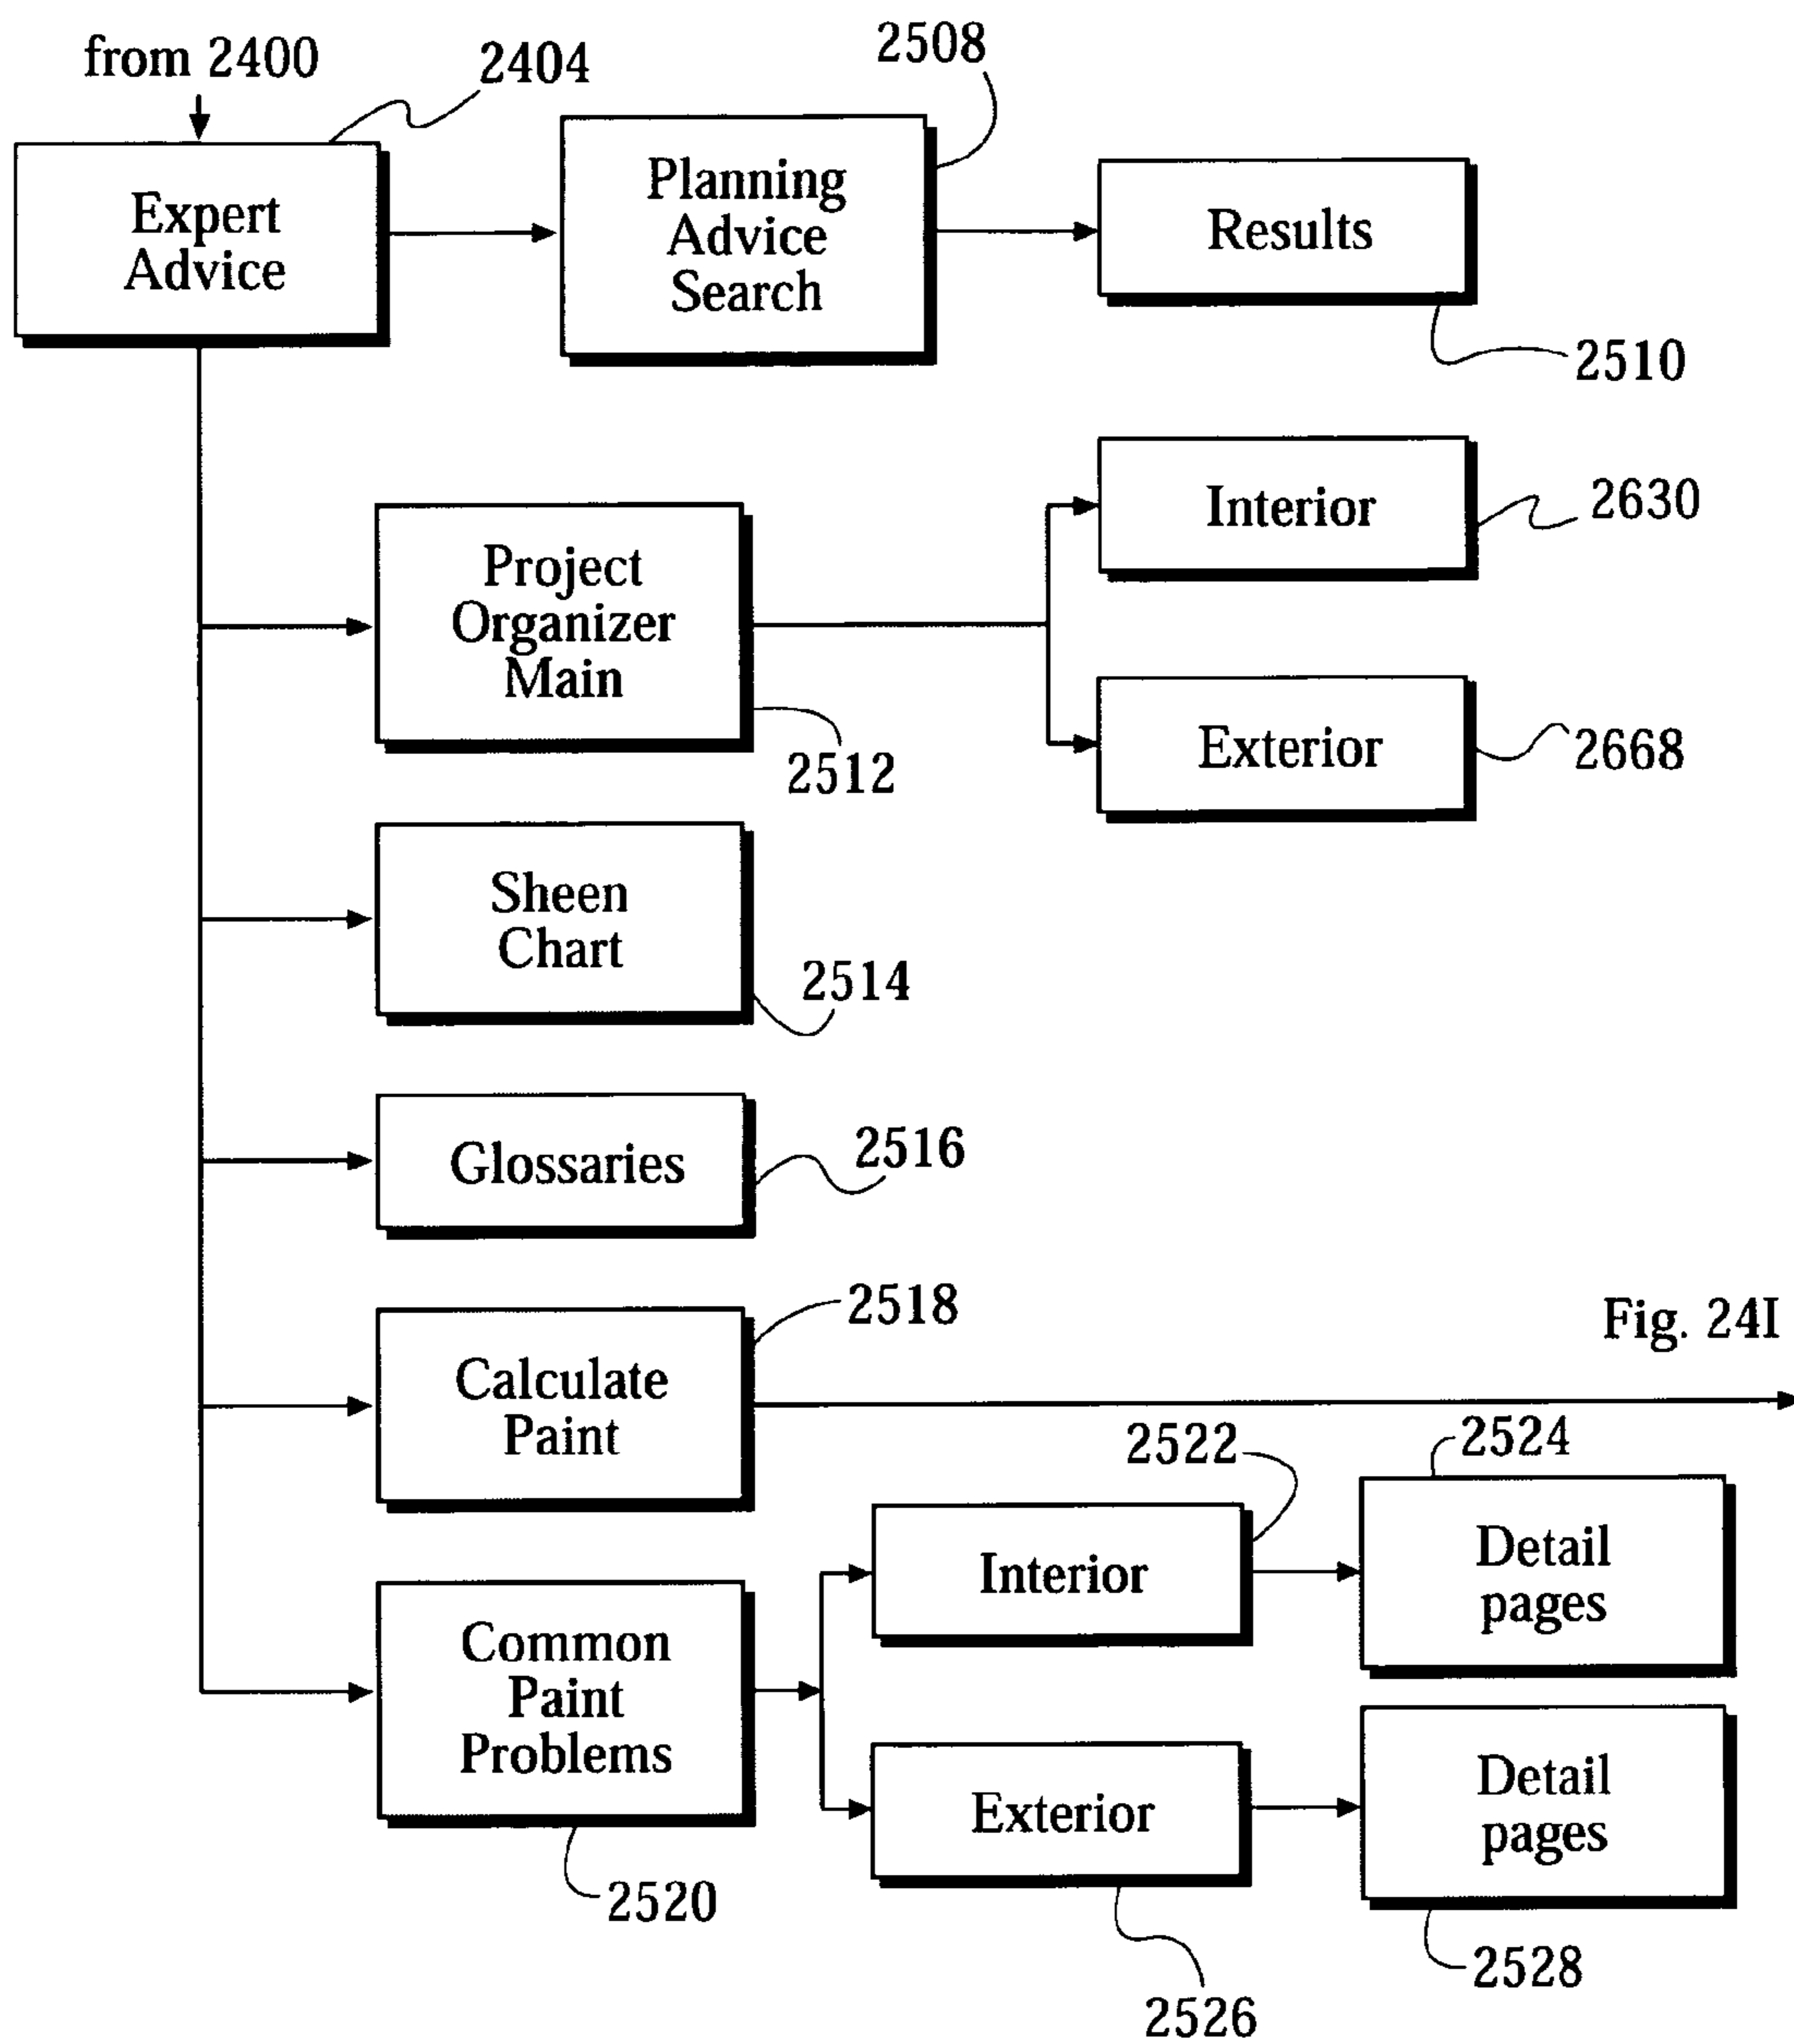 from 2400
2404
2508
Expert
Advice
Planning
Advice
Search
Results
2510
Interior
2630
Project
Organizer
Main
2512
Exterior
2668
Sheen
Chart
2514
Glossaries
2516
2518
Fig. 24I
Calculate
Paint
2522
2524
Interior
Detail
pages
Common
Paint
Problems
2520
Exterior
2526
Detail
pages
2528